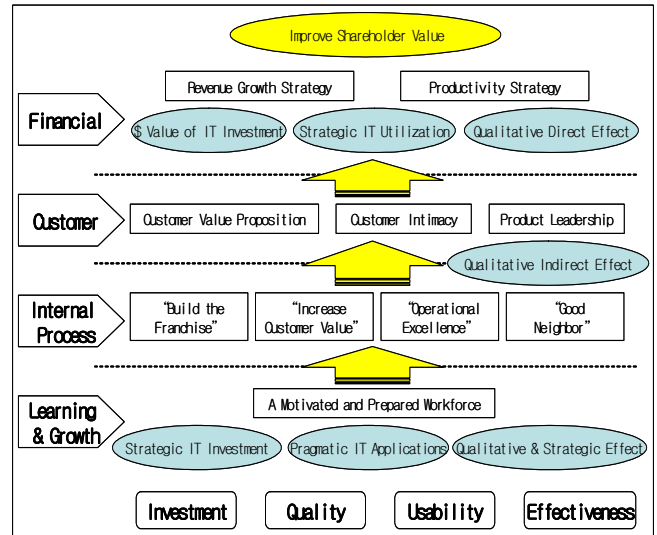 Improve Shareholder Value
Revenue Growth Strategy
Productivity Strategy
Financial
$ Value of IT Investment
Strategic IT Utilization
Qualitative Direct Effect
Customer
Customer Value Proposition
Customer Intimacy
Product Leadership
Qualitative Indirect Effect
Internal
Process
"Build the
Franchise"
"Increase
Customer Value"
"Operational
Excellence"
"Good
Neighbor"
A Motivated and Prepared Workforce
Learning
& Growth
Strategic IT Investment
Pragmatic IT Applications
Qualitative & Strategic Effect
Investment
Quality
Usability
Effectiveness